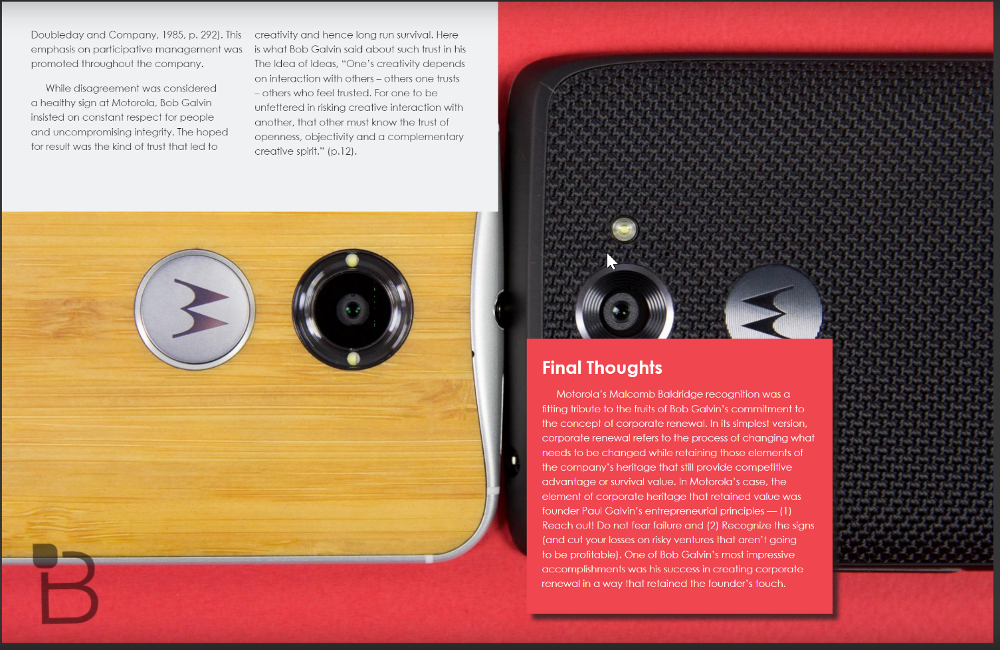 Doubleday and Company, 1985, p. 292). This
emphasis on participative management was
promoted throughout the company.
While disagreement was considered
a healthy sign at Motorola, Bob Galvin
insisted on constant respect for people
and uncompromising integrity. The hoped
for result was the kind of trust that led to
creativity and hence long run survival. Here
is what Bob Galvin said about such trust in his
The Idea of Ideas, “One’s creativity depends
on interaction with others – others one trusts
– others who feel trusted. For one to be
unfettered in risking creative interaction with
another, that other must know the trust of
openness, objectivity and a complementary
creative spirit.” (p.12).
Final Thoughts
Motorola’s Malcomb Baldridge recognition was a
fitting tribute to the fruits of Bob Galvin’s commitment to
the concept of corporate renewal. In its simplest version,
corporate renewal refers to the process of changing what
needs to be changed while retaining those elements of
the company’s heritage that still provide competitive
advantage or survival value. In Motorola’s case, the
element of corporate heritage that retained value was
founder Paul Galvin’s entrepreneurial principles — (1)
Reach out! Do not fear failure and (2) Recognize the signs
(and cut your losses on risky ventures that aren’t going
to be profitable). One of Bob Galvin’s most impressive
accomplishments was his success in creating corporate
renewal in a way that retained the founder’s touch.
B